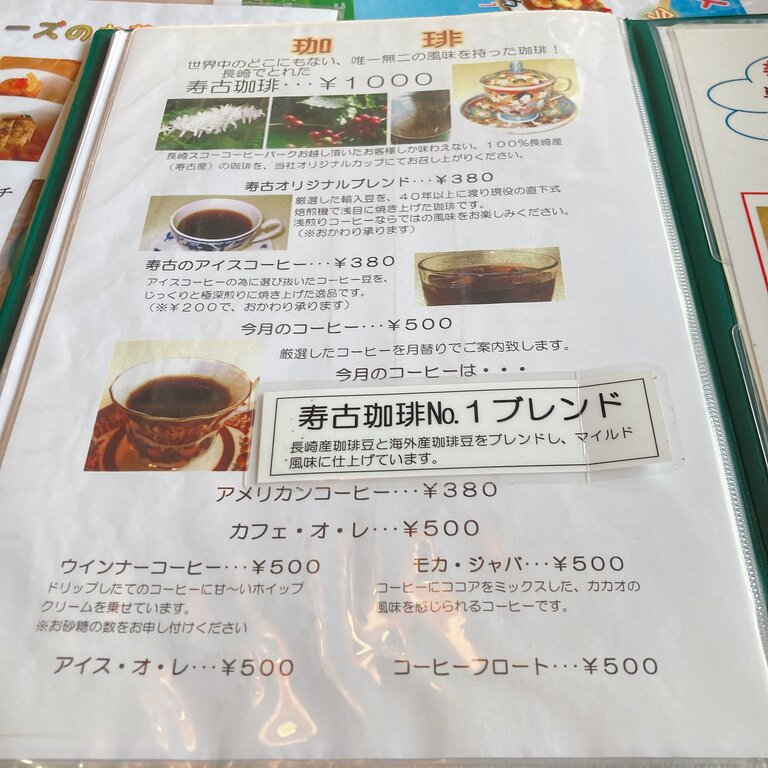 ーズの
チ
珈琲
世界中のどこにもない、唯一無二の風味を持った珈琲！
長崎でとれた
寿古珈琲･･･￥１０００
長崎スコーコーヒーパークお越し頂いたお客様しか味わえない、１００％長崎産
（寿古産）の珈琲を、当社オリジナルカップにてお召し上がりください。
寿古オリジナルブレンド･･･￥３８０
厳選した輸入豆を、４０年以上に渡り現役の直下式
焙煎機で浅目に焼き上げた珈琲です。
浅煎りコーヒーならではの風味をお楽しみください。
（※おかわり承ります）
寿古のアイスコーヒー･･･￥３８０
アイスコーヒーの為に選び抜いたコーヒー豆を、
じっくりと極深煎りに焼き上げた逸品です。
（※￥２００で、おかわり承ります）
今月のコーヒー･･･￥５００
厳選したコーヒーを月替りでご案内致します。
今月のコーヒーは・・・
寿古珈琲№１ブレンド
長崎産珈琲豆と海外産珈琲豆をブレンドし、マイルド
風味に仕上げています。
アメリカンコーヒー･･･￥３８０
カフェ・オ・レ･･･￥５００
ウインナーコーヒー･･･￥５００
ドリップしたてのコーヒーに甘〜いホイップ
クリームを乗せています。
※お砂糖の数をお申し付けください
モカ・ジャバ･･･￥５００
コーヒーにココアをミックスした、カカオの
風味を感じられるコーヒーです。
アイス・オ・レ･･･￥５００
コーヒーフロート･･･￥５００